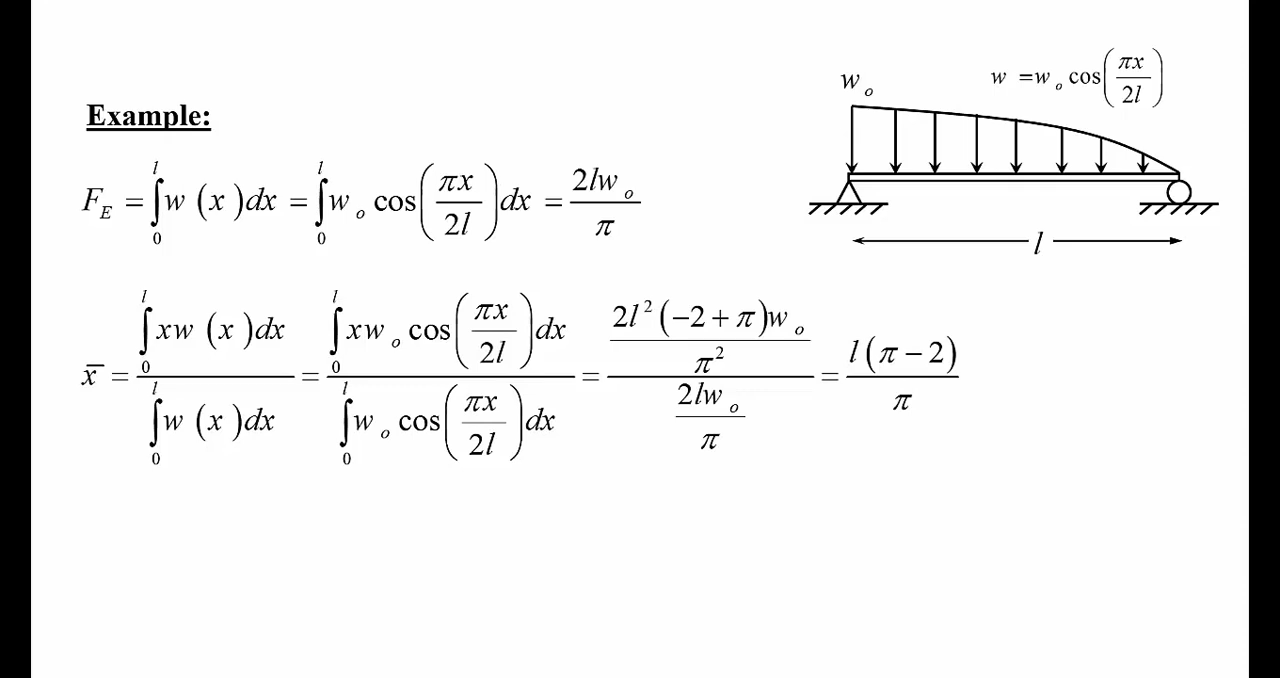 w_o
w = w_o cos(πx/2l)
Example:
F_E = ∫_0^l w(x)dx = ∫_0^l w_o cos(πx/2l)dx = 2lw_o/π
l
x̄ = ∫_0^l xw(x)dx / ∫_0^l w(x)dx = ∫_0^l xw_o cos(πx/2l)dx / ∫_0^l w_o cos(πx/2l)dx = (2l²(−2+π)w_o/π²) / (2lw_o/π) = l(π−2)/π